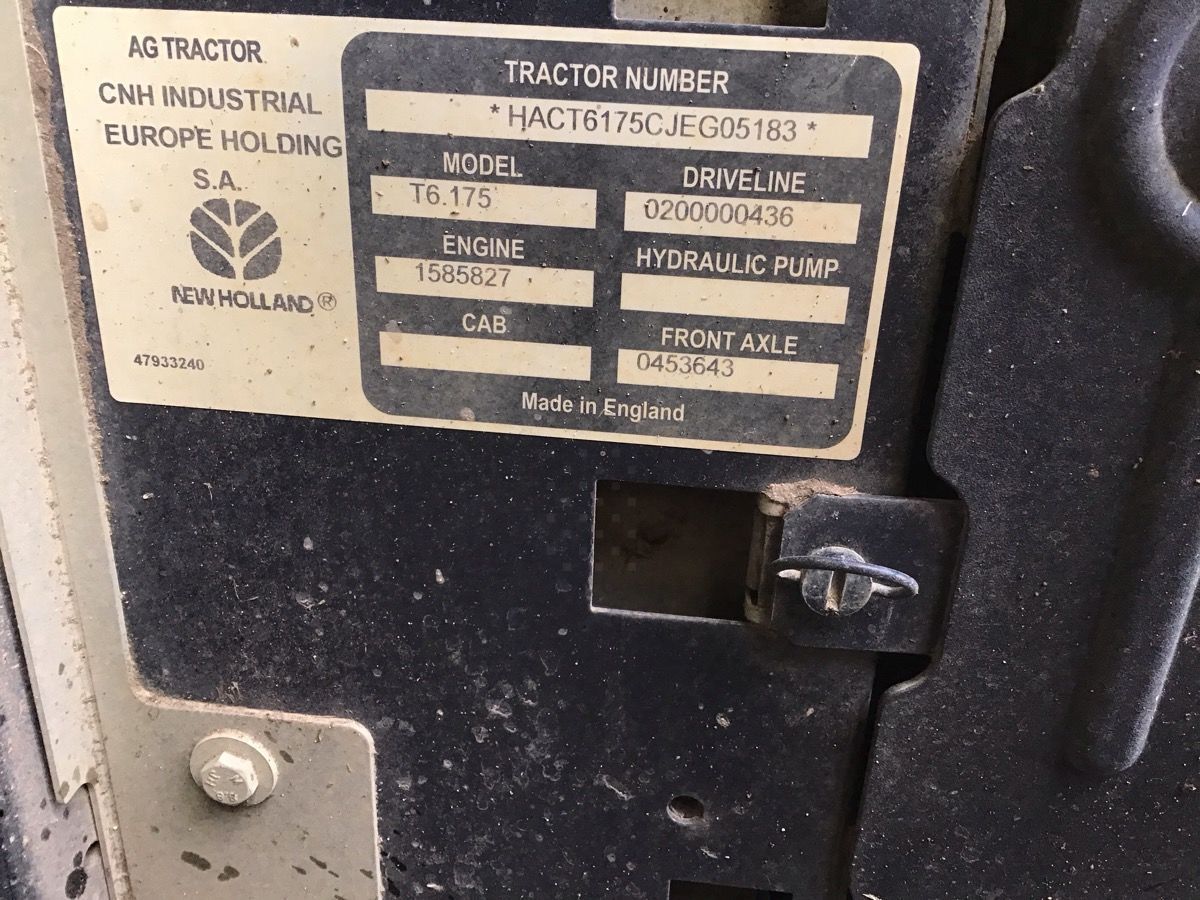 AG TRACTOR
CNH INDUSTRIAL
EUROPE HOLDING
S.A.
NEW HOLLAND®
47933240
TRACTOR NUMBER
* HACT6175CJEG05183 *
MODEL
T6.175
DRIVELINE
0200000436
ENGINE
1585827
HYDRAULIC PUMP
CAB
FRONT AXLE
0453643
Made in England